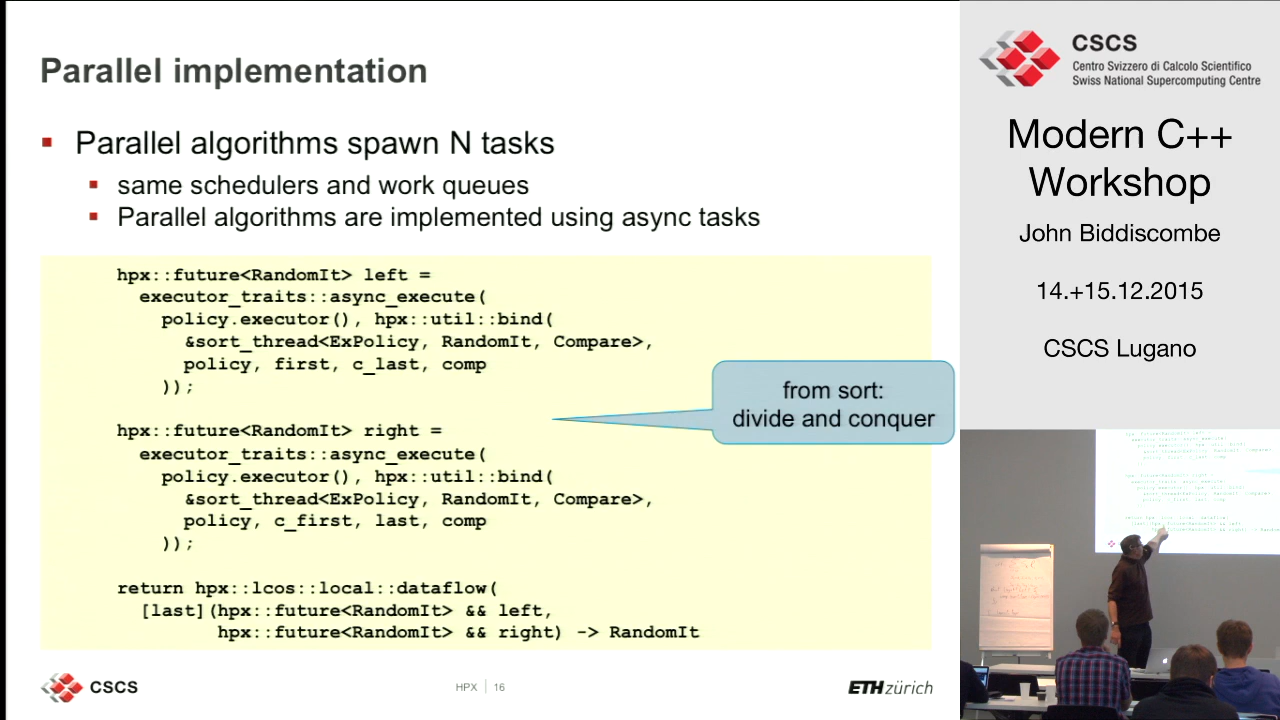 Parallel implementation
▪ Parallel algorithms spawn N tasks
▪ same schedulers and work queues
▪ Parallel algorithms are implemented using async tasks
hpx::future<RandomIt> left =
executor_traits::async_execute(
policy.executor(), hpx::util::bind(
&sort_thread<ExPolicy, RandomIt, Compare>,
policy, first, c_last, comp
));
hpx::future<RandomIt> right =
executor_traits::async_execute(
policy.executor(), hpx::util::bind(
&sort_thread<ExPolicy, RandomIt, Compare>,
policy, c_first, last, comp
));
return hpx::lcos::local::dataflow(
[last](hpx::future<RandomIt> && left,
hpx::future<RandomIt> && right) -> RandomIt
from sort:
divide and conquer
CSCS
HPX | 16
ETH zürich
CSCS
Centro Svizzero di Calcolo Scientifico
Swiss National Supercomputing Centre
Modern C++
Workshop
John Biddiscombe
14.+15.12.2015
CSCS Lugano